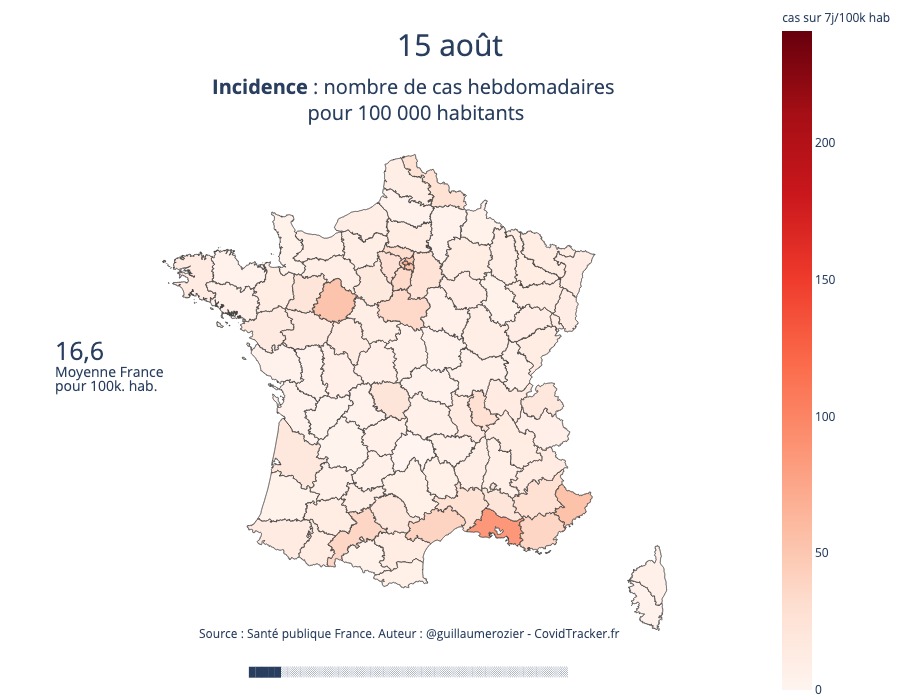 cas sur 7j/100k hab
15 août
Incidence : nombre de cas hebdomadaires
pour 100 000 habitants
200
150
16,6
Moyenne France
pour 100k. hab.
100
50
0
Source : Santé publique France. Auteur : @guillaumerozier - CovidTracker.fr